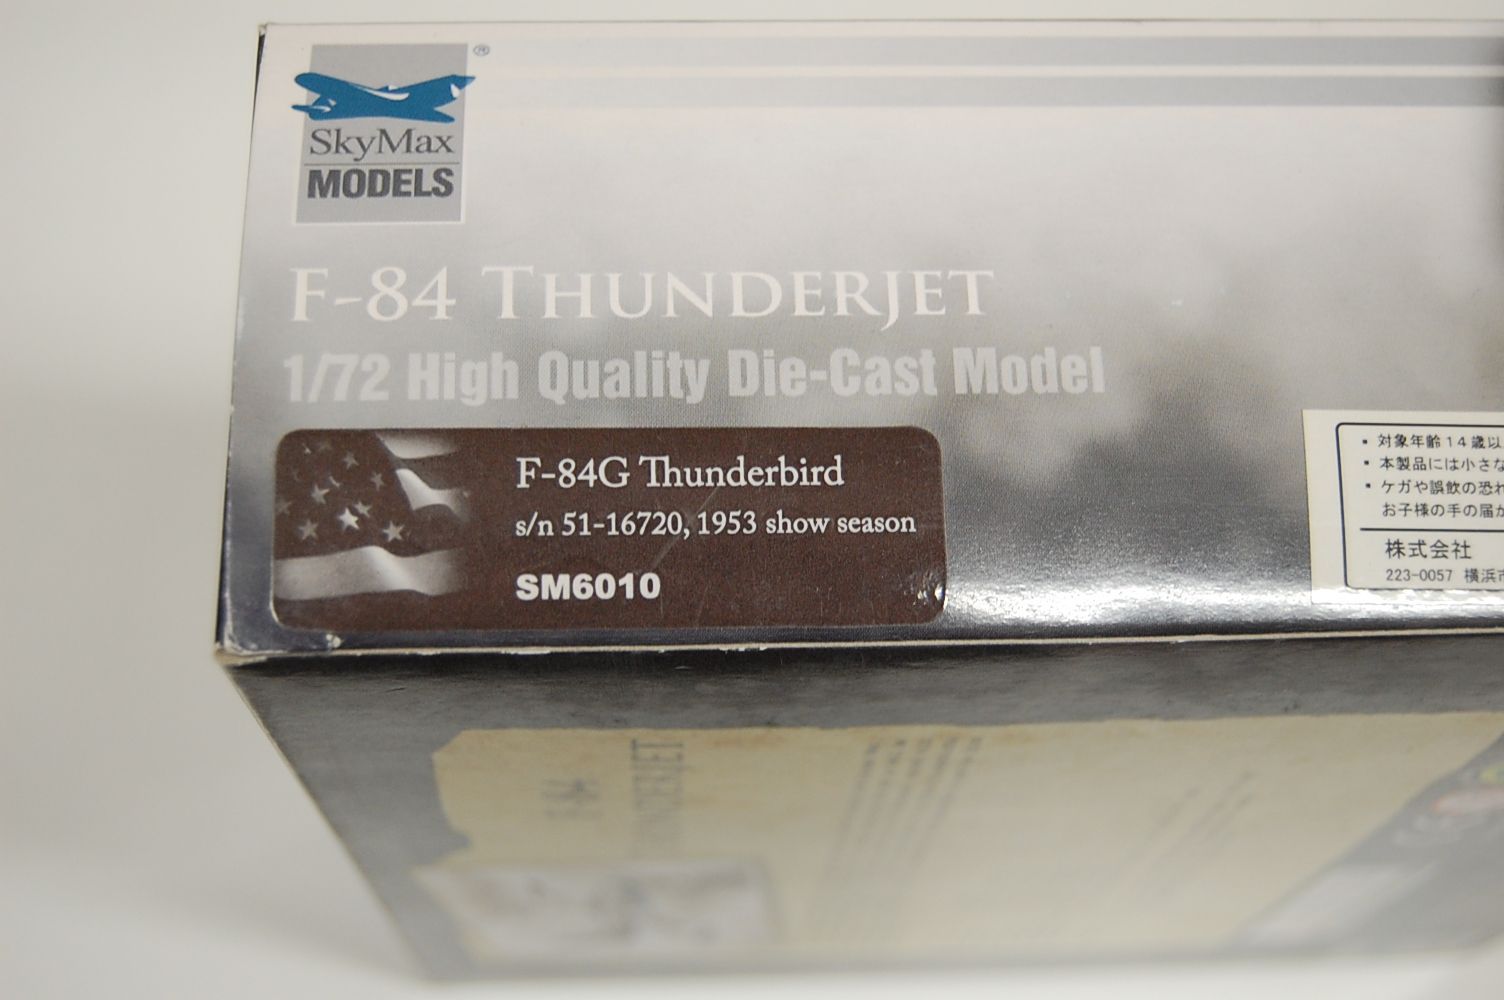 ®
SkyMax
MODELS
F-84 THUNDERJET
1/72 High Quality Die-Cast Model
F-84G Thunderbird
s/n 51-16720, 1953 show season
SM6010
・対象年齢14歳以
・本製品には小さな
・ケガや誤飲の恐れ
お子様の手の届か
株式会社
223-0057 横浜市
F-84
THUNDERJET